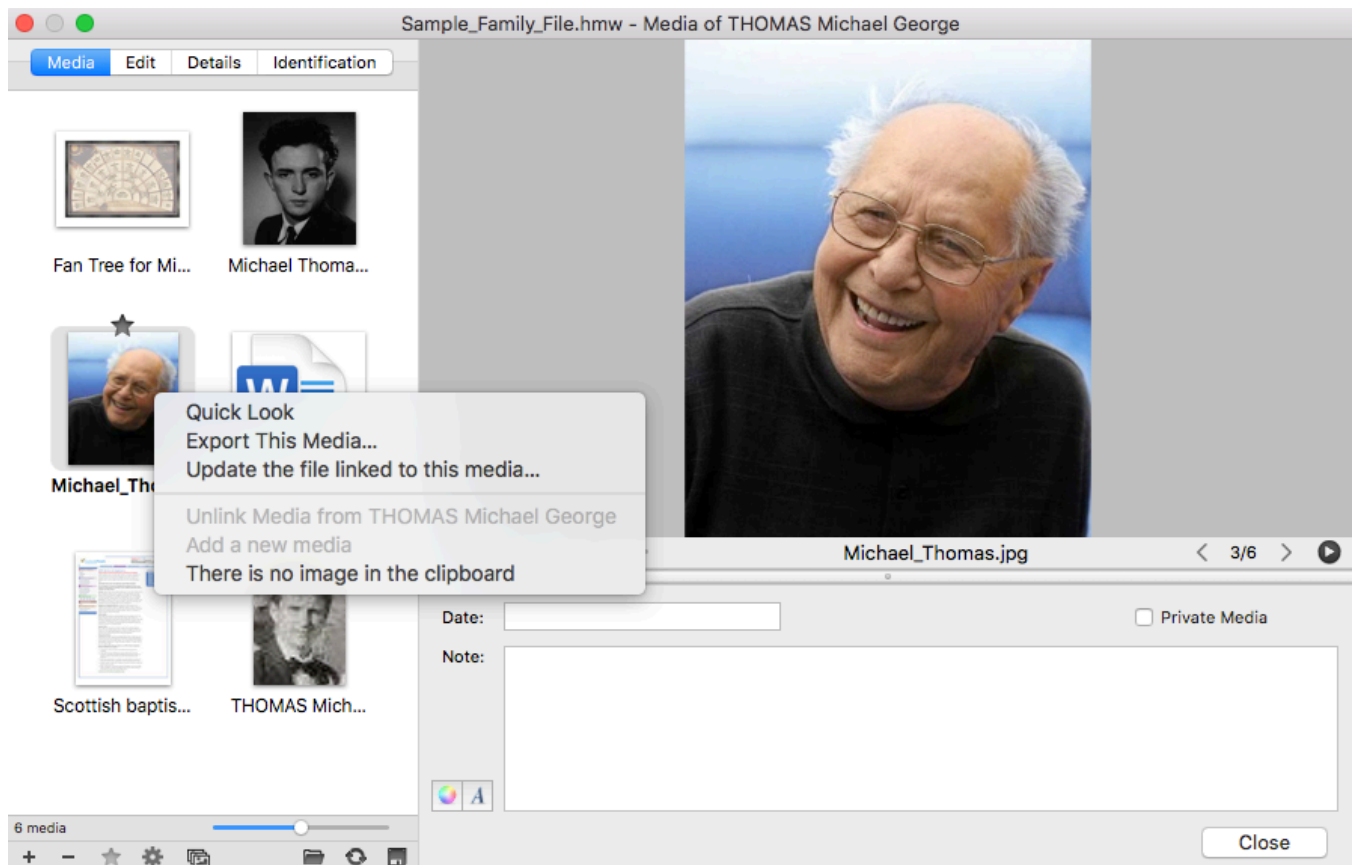 Sample_Family_File.hmw - Media of THOMAS Michael George
Media Edit Details Identification
Fan Tree for Mi...
Michael Thoma...
W
Quick Look
Export This Media...
Update the file linked to this media...
Unlink Media from THOMAS Michael George
Add a new media
There is no image in the clipboard
Michael_Th
Scottish baptis...
THOMAS Mich...
6 media
Michael_Thomas.jpg
3/6
Date:
Private Media
Note:
A
Close